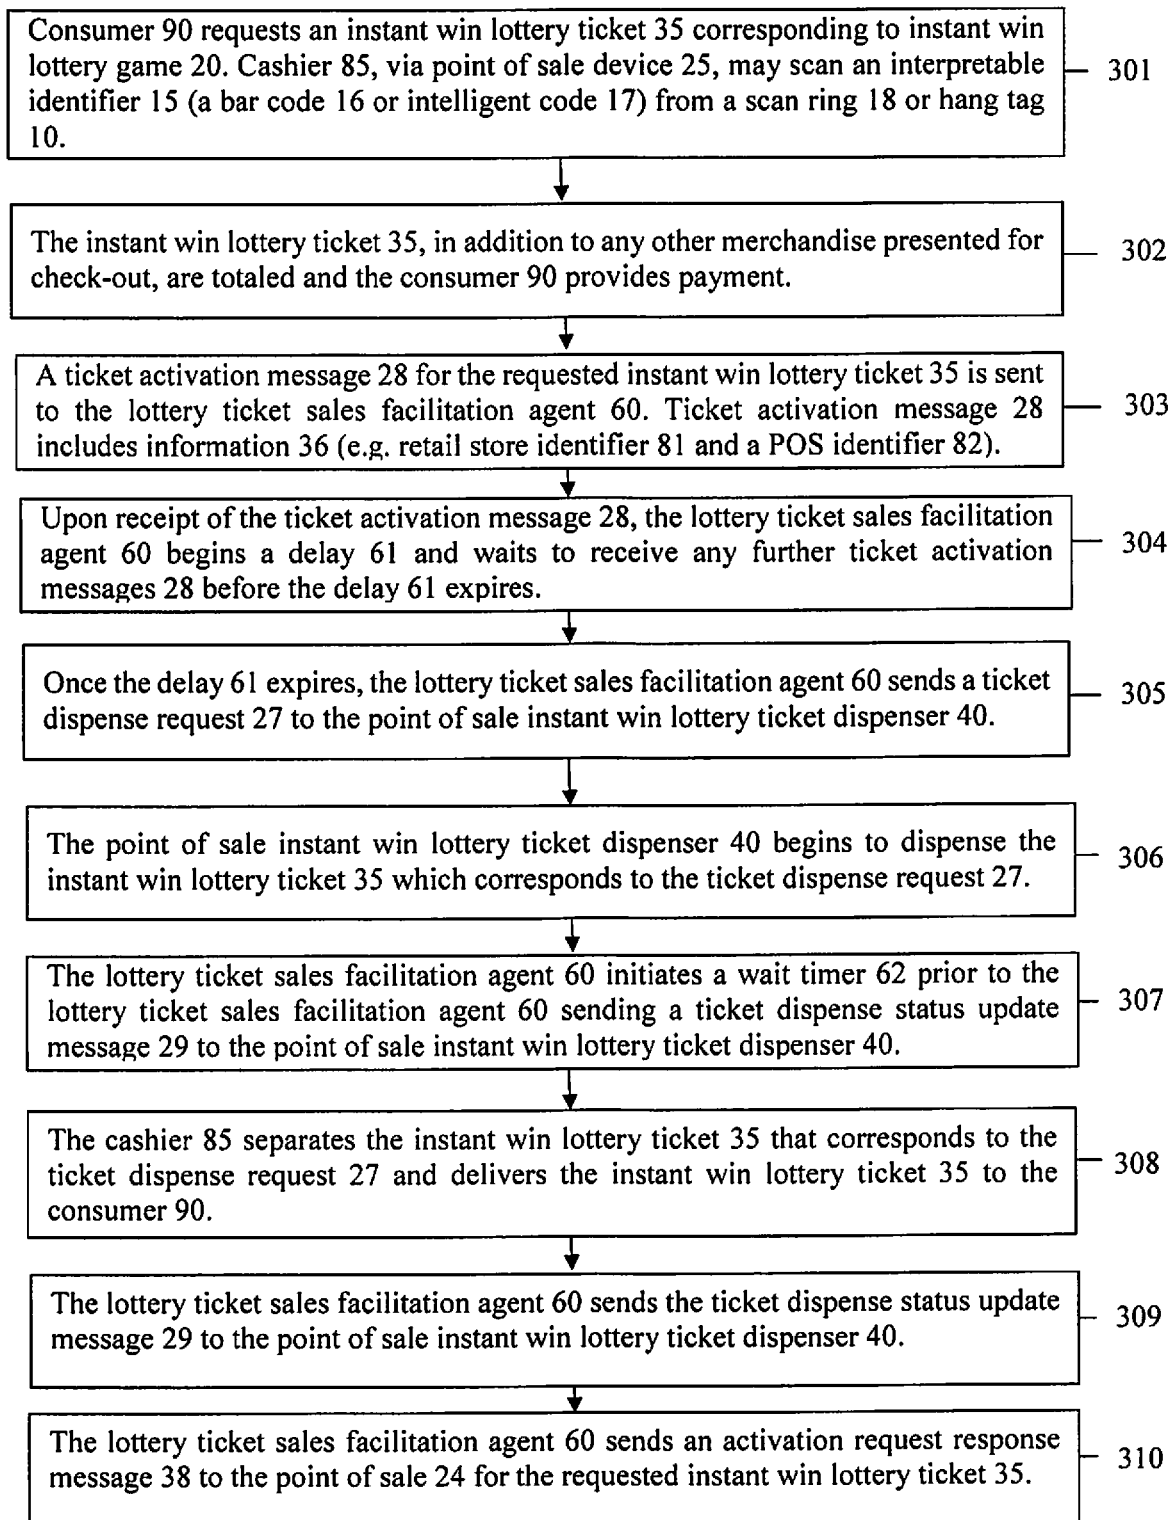 Consumer 90 requests an instant win lottery ticket 35 corresponding to instant win
lottery game 20. Cashier 85, via point of sale device 25, may scan an interpretable
identifier 15 (a bar code 16 or intelligent code 17) from a scan ring 18 or hang tag
10.
301
The instant win lottery ticket 35, in addition to any other merchandise presented for
check-out, are totaled and the consumer 90 provides payment.
302
A ticket activation message 28 for the requested instant win lottery ticket 35 is sent
to the lottery ticket sales facilitation agent 60. Ticket activation message 28
includes information 36 (e.g. retail store identifier 81 and a POS identifier 82).
303
Upon receipt of the ticket activation message 28, the lottery ticket sales facilitation
agent 60 begins a delay 61 and waits to receive any further ticket activation
messages 28 before the delay 61 expires.
304
Once the delay 61 expires, the lottery ticket sales facilitation agent 60 sends a ticket
dispense request 27 to the point of sale instant win lottery ticket dispenser 40.
305
The point of sale instant win lottery ticket dispenser 40 begins to dispense the
instant win lottery ticket 35 which corresponds to the ticket dispense request 27.
306
The lottery ticket sales facilitation agent 60 initiates a wait timer 62 prior to the
lottery ticket sales facilitation agent 60 sending a ticket dispense status update
message 29 to the point of sale instant win lottery ticket dispenser 40.
307
The cashier 85 separates the instant win lottery ticket 35 that corresponds to the
ticket dispense request 27 and delivers the instant win lottery ticket 35 to the
consumer 90.
308
The lottery ticket sales facilitation agent 60 sends the ticket dispense status update
message 29 to the point of sale instant win lottery ticket dispenser 40.
309
The lottery ticket sales facilitation agent 60 sends an activation request response
message 38 to the point of sale 24 for the requested instant win lottery ticket 35.
310